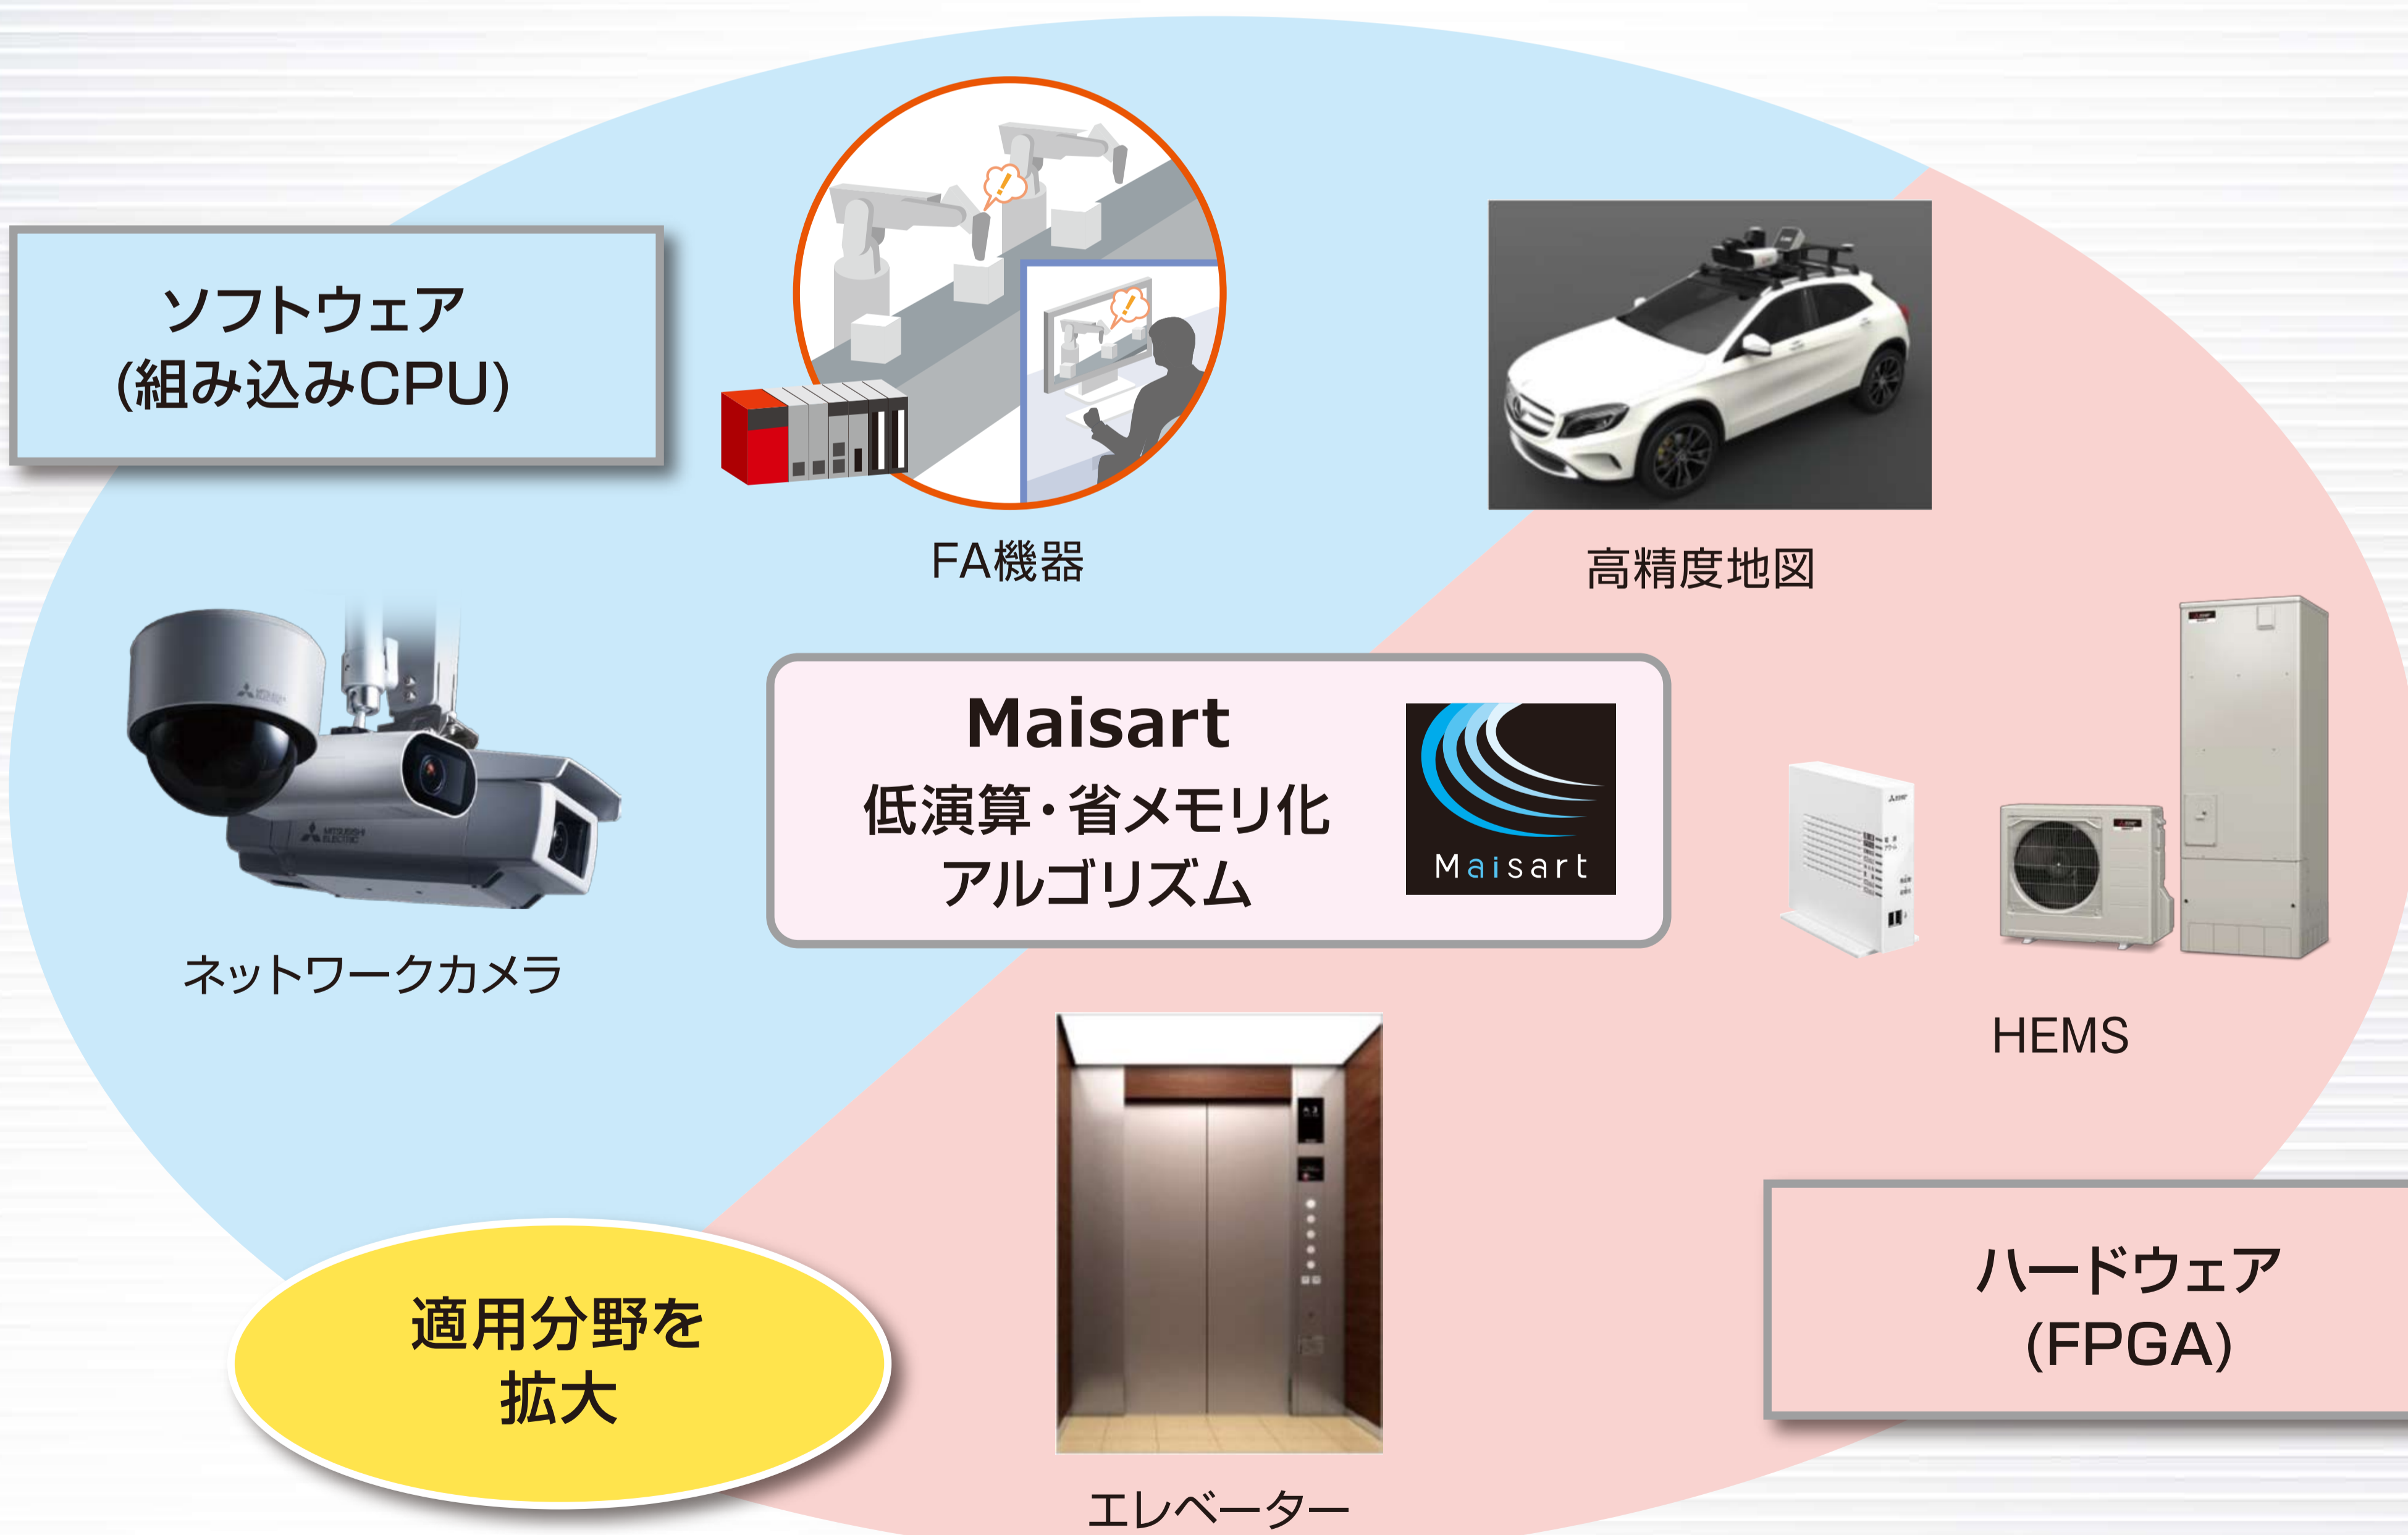 ソフトウェア
(組み込みCPU)
FA機器
高精度地図
MITSUBISHI
ELECTRIC
ネットワークカメラ
Maisart
低演算・省メモリ化
アルゴリズム
Maisart
HEMS
適用分野を
拡大
エレベーター
ハードウェア
(FPGA)